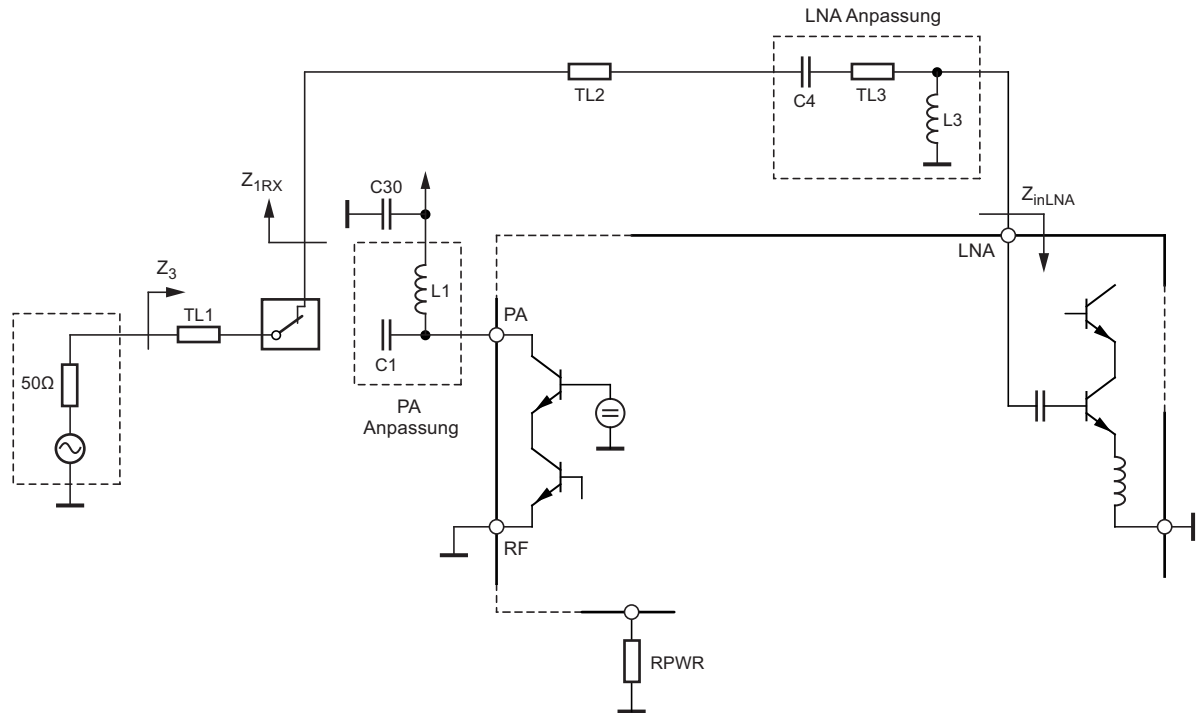 LNA Anpassung
TL2
C4
TL3
L3
Z1RX
C30
ZinLNA
LNA
Z3
TL1
L1
PA
C1
50Ω
PA
Anpassung
RF
RPWR